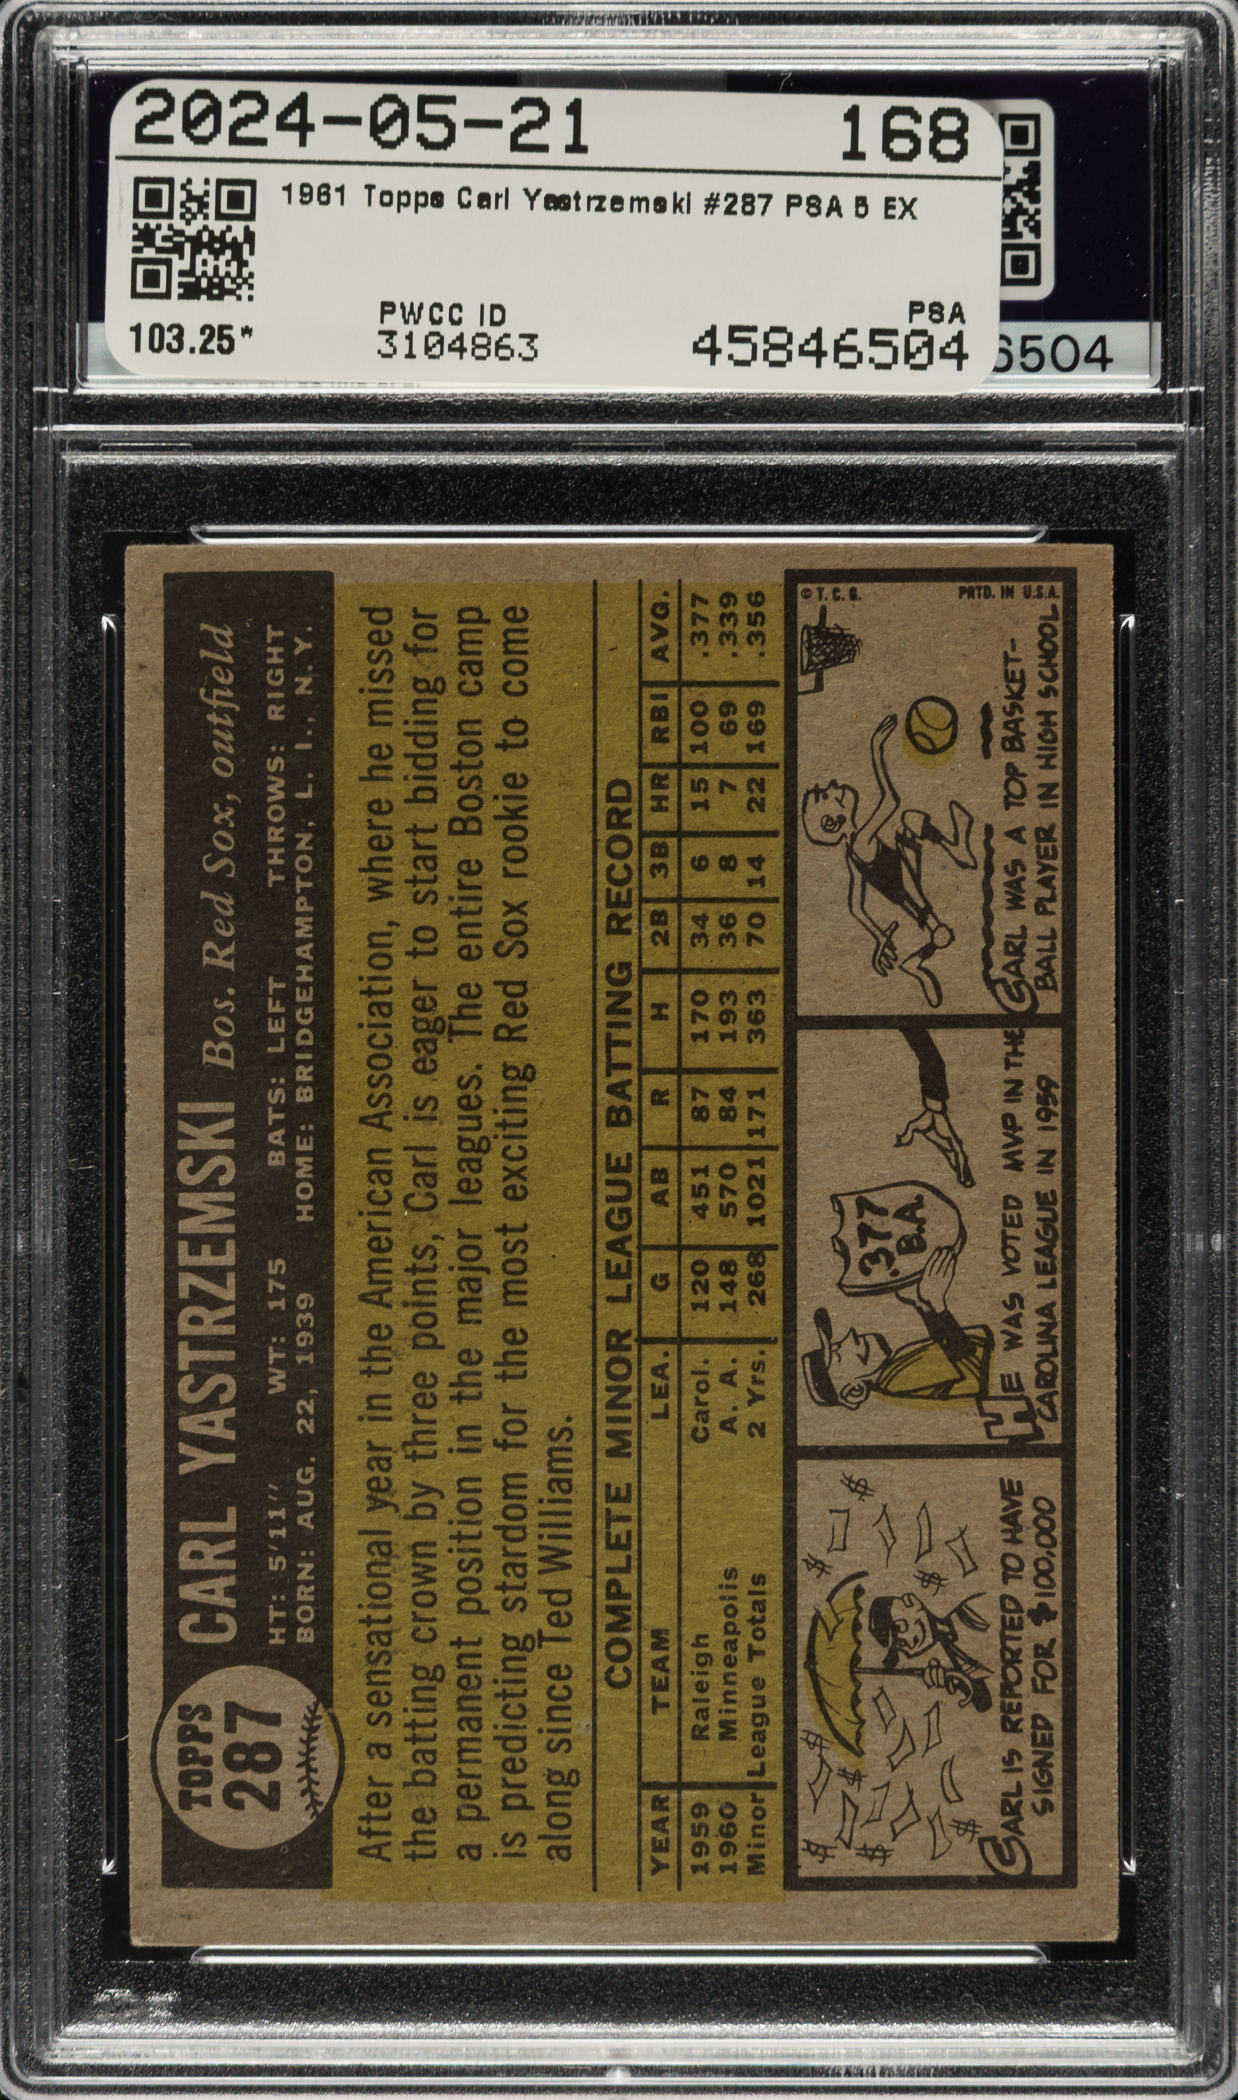 2024-05-21 168
1961 Topps Carl Yastrzemski #287 PSA 5 EX
PWCC ID PSA
103.25* 3104863 45846504
6504
TOPPS
287
CARL YASTRZEMSKI Bos. Red Sox, outfield
HT: 5'11" WT: 175 BATS: LEFT THROWS: RIGHT
BORN: AUG. 22, 1939 HOME: BRIDGEHAMPTON, L. I., N. Y.
After a sensational year in the American Association, where he missed
the batting crown by three points, Carl is eager to start bidding for
a permanent position in the major leagues. The entire Boston camp
is predicting stardom for the most exciting Red Sox rookie to come
along since Ted Williams.
COMPLETE MINOR LEAGUE BATTING RECORD
YEAR TEAM LEA. G AB R H 2B 3B HR RBI AVG.
1959 Raleigh Carol. 120 451 87 170 34 6 15 100 .377
1960 Minneapolis A. A. 148 570 84 193 36 8 7 69 .339
Minor League Totals 2 Yrs. 268 1021 171 363 70 14 22 169 .356
CARL IS REPORTED TO HAVE
SIGNED FOR $100,000
.377
B.A.
HE WAS VOTED MVP IN THE
CAROLINA LEAGUE IN 1959
© T. C. G. PRTD. IN U.S.A.
CARL WAS A TOP BASKET-
BALL PLAYER IN HIGH SCHOOL